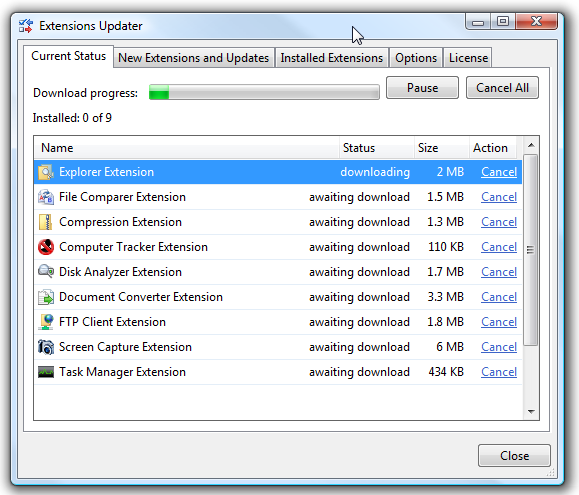 Extensions Updater
Current Status New Extensions and Updates Installed Extensions Options License
Download progress: Pause Cancel All
Installed: 0 of 9
Name Status Size Action
Explorer Extension downloading 2 MB Cancel
File Comparer Extension awaiting download 1.5 MB Cancel
Compression Extension awaiting download 1.3 MB Cancel
Computer Tracker Extension awaiting download 110 KB Cancel
Disk Analyzer Extension awaiting download 1.7 MB Cancel
Document Converter Extension awaiting download 3.3 MB Cancel
FTP Client Extension awaiting download 1.8 MB Cancel
Screen Capture Extension awaiting download 6 MB Cancel
Task Manager Extension awaiting download 434 KB Cancel
Close